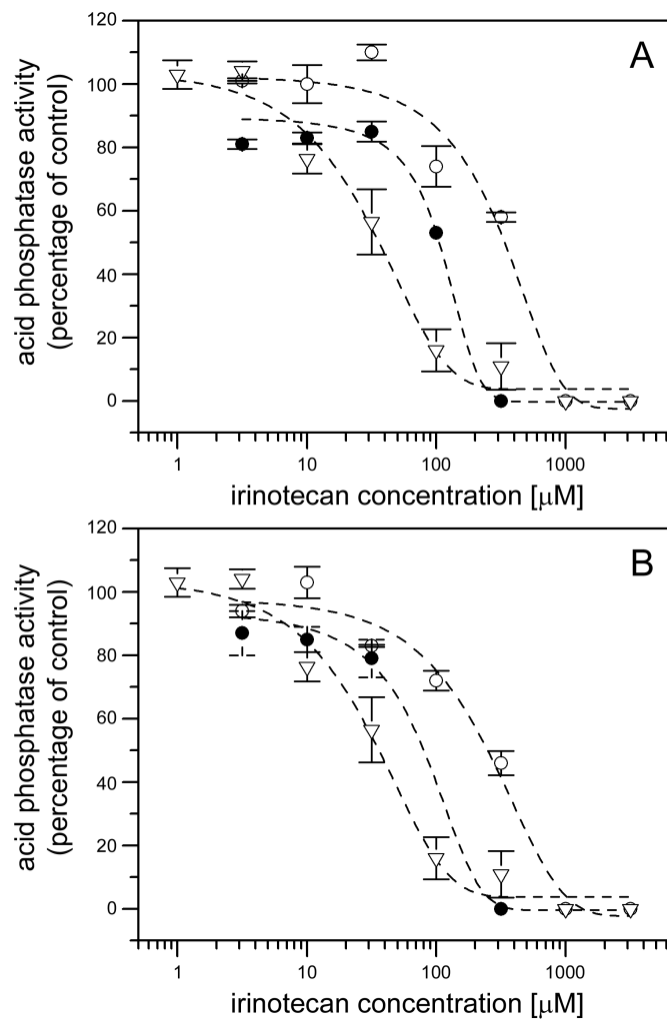 120
A
100
80
60
40
20
0
acid phosphatase activity
(percentage of control)
1
10
100
1000
irinotecan concentration [μM]
120
B
100
80
60
40
20
0
acid phosphatase activity
(percentage of control)
1
10
100
1000
irinotecan concentration [μM]